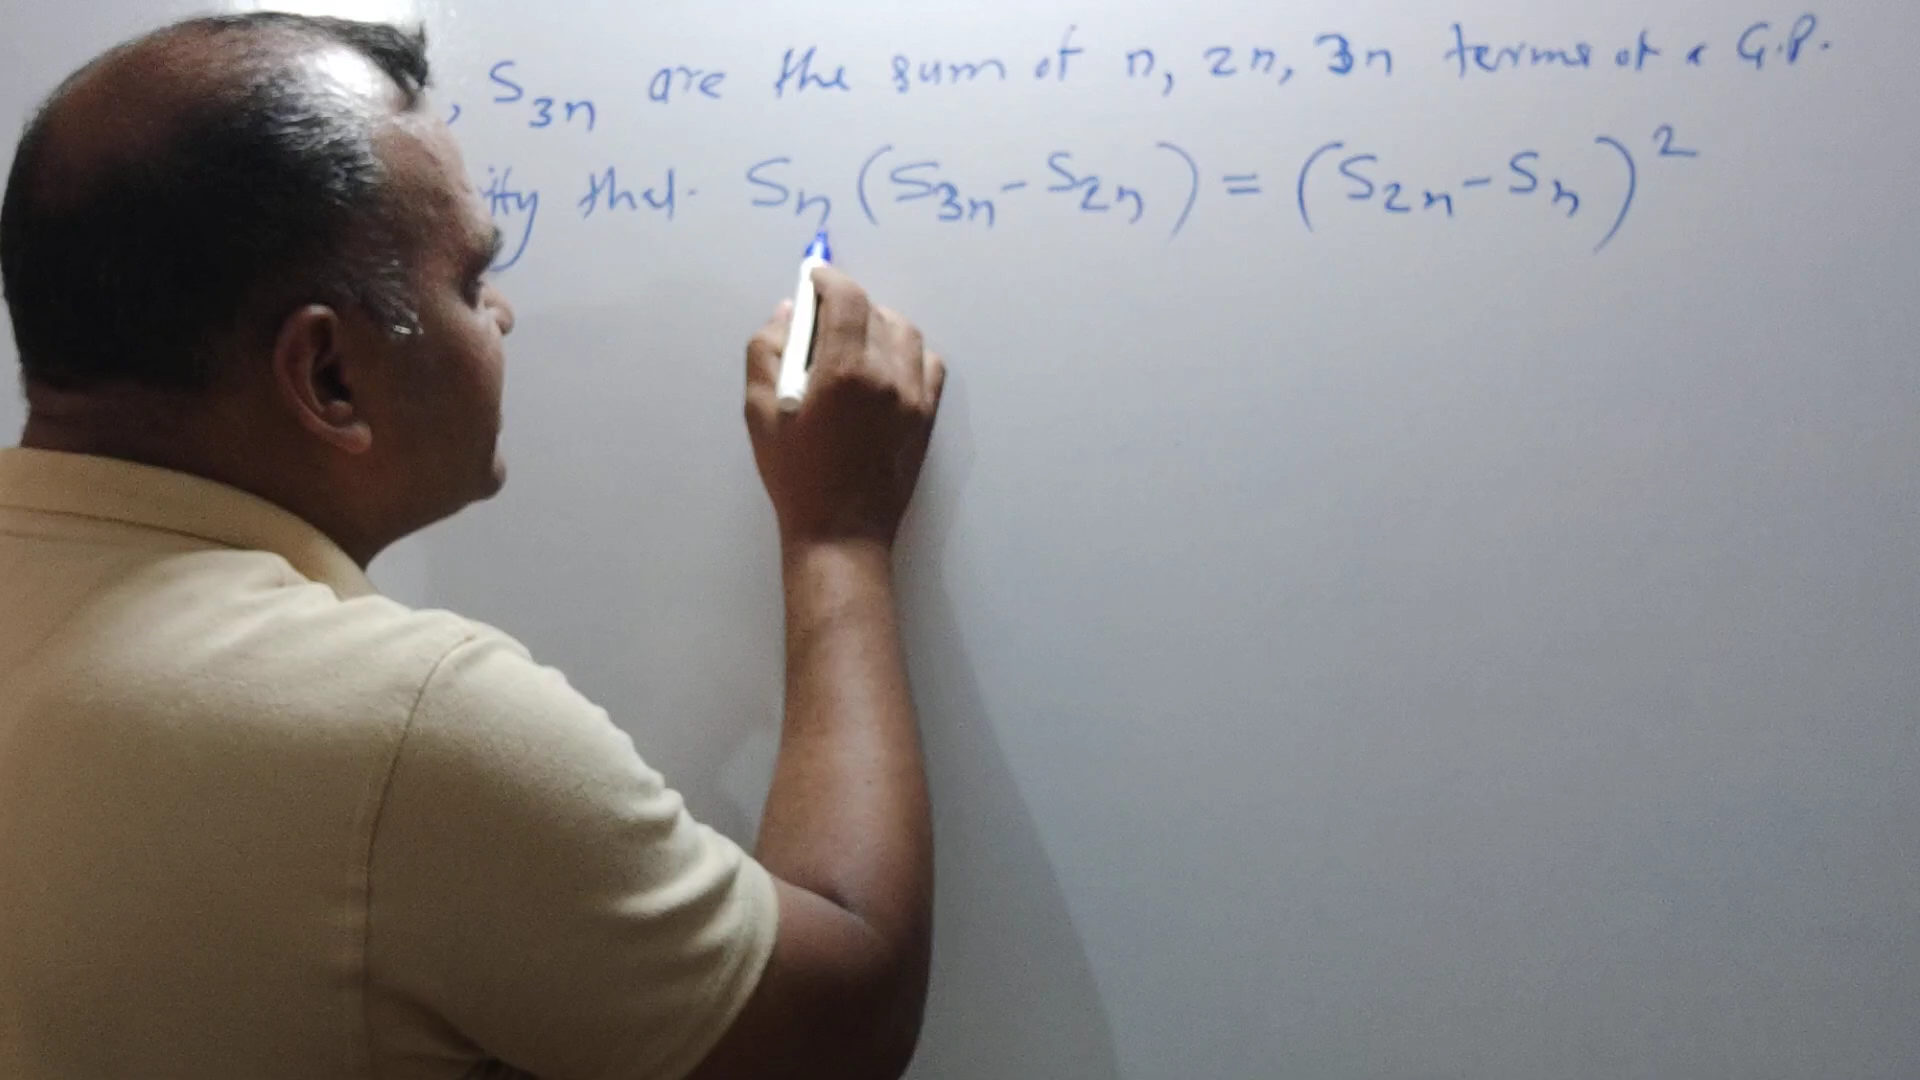 , S₃ₙ are the sum of n, 2n, 3n terms of a G.P.
ify that Sₙ(S₃ₙ-S₂ₙ) = (S₂ₙ-Sₙ)²